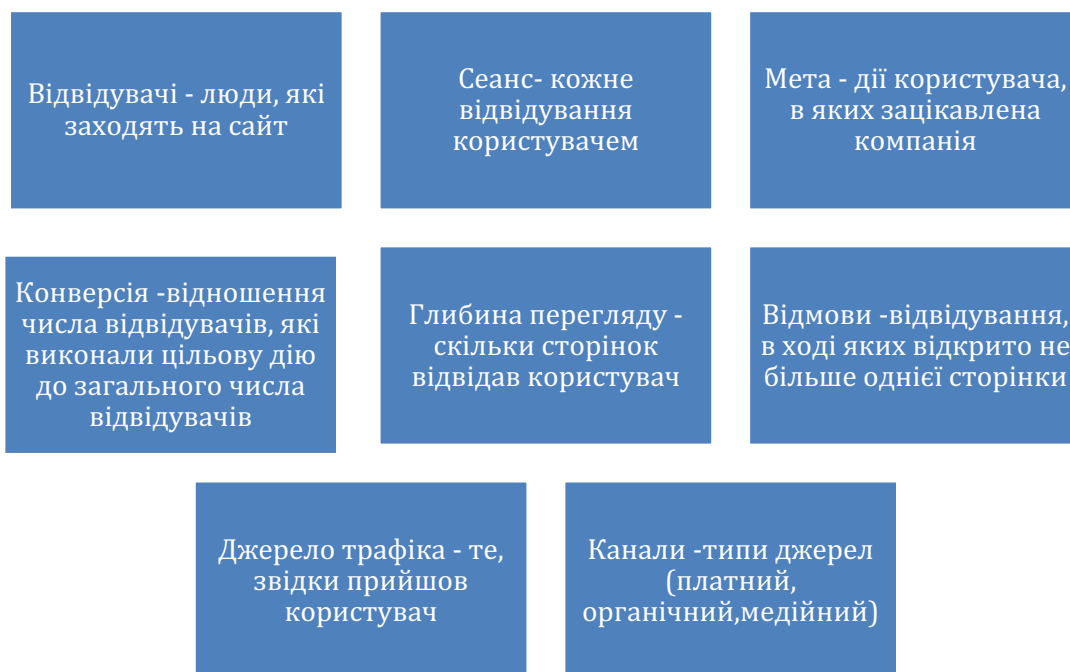 Відвідувачі - люди, які
заходять на сайт
Сеанс- кожне
відвідування
користувачем
Мета - дії користувача,
в яких зацікавлена
компанія
Конверсія -відношення
числа відвідувачів, які
виконали цільову дію
до загального числа
відвідувачів
Глибина перегляду -
скільки сторінок
відвідав користувач
Відмови -відвідування,
в ході яких відкрито не
більше однієї сторінки
Джерело трафіка - те,
звідки прийшов
користувач
Канали -типи джерел
(платний,
органічний,медійний)